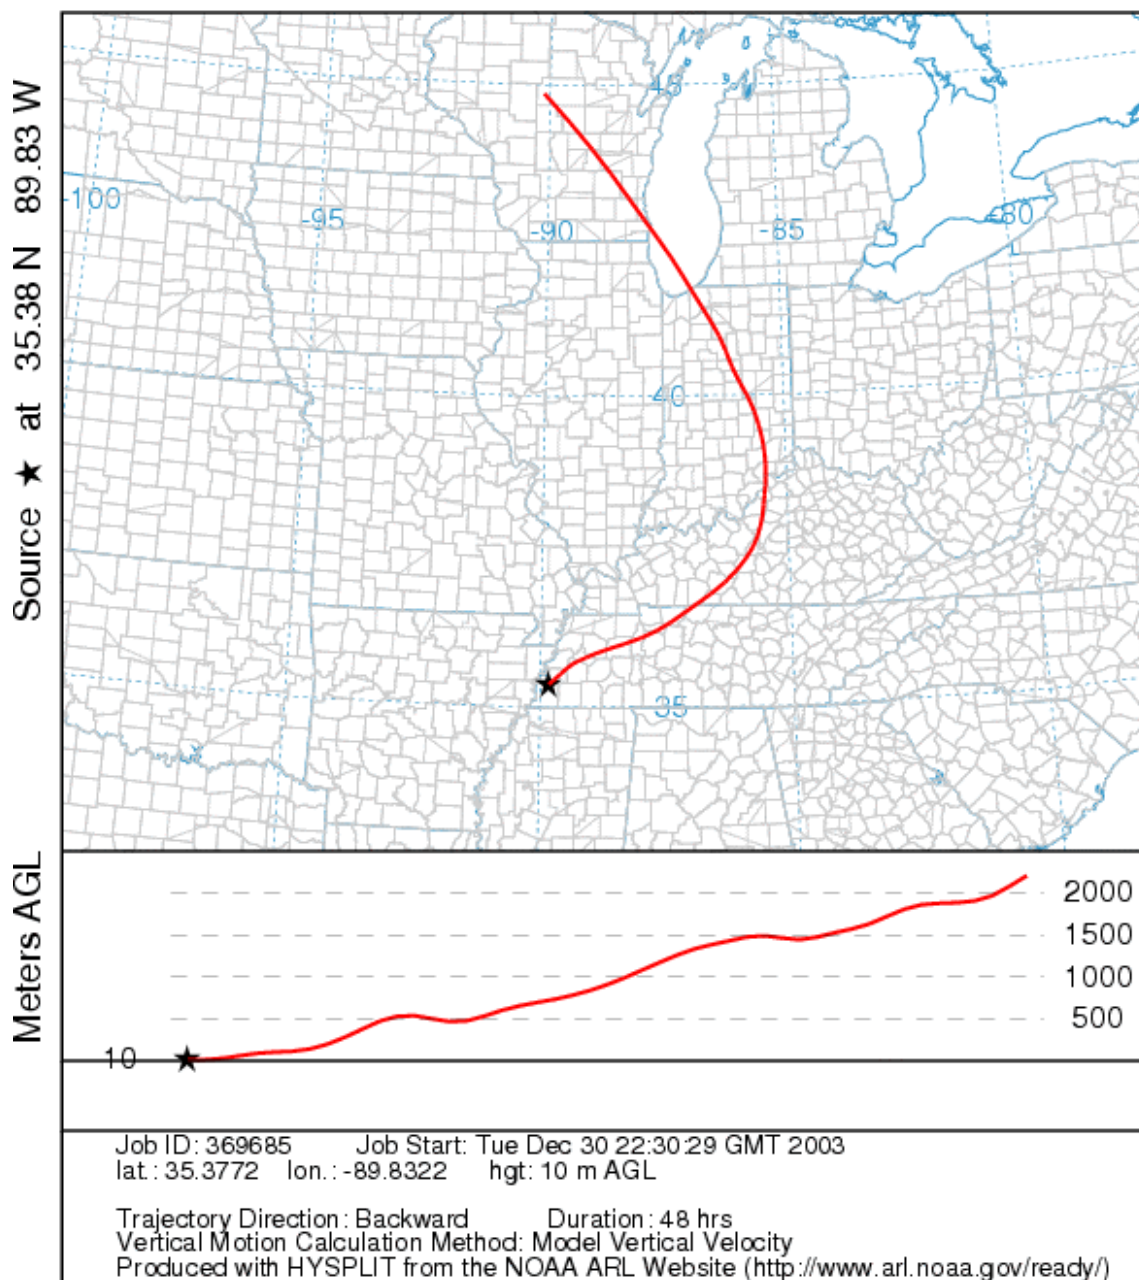 Source ★ at 35.38 N 89.83 W
45
-100
-95
-90
-85
-80
40
35
Meters AGL
2000
1500
1000
500
10
Job ID: 369685 Job Start: Tue Dec 30 22:30:29 GMT 2003
lat.: 35.3772 lon.: -89.8322 hgt: 10 m AGL
Trajectory Direction: Backward Duration: 48 hrs
Vertical Motion Calculation Method: Model Vertical Velocity
Produced with HYSPLIT from the NOAA ARL Website (http://www.arl.noaa.gov/ready/)